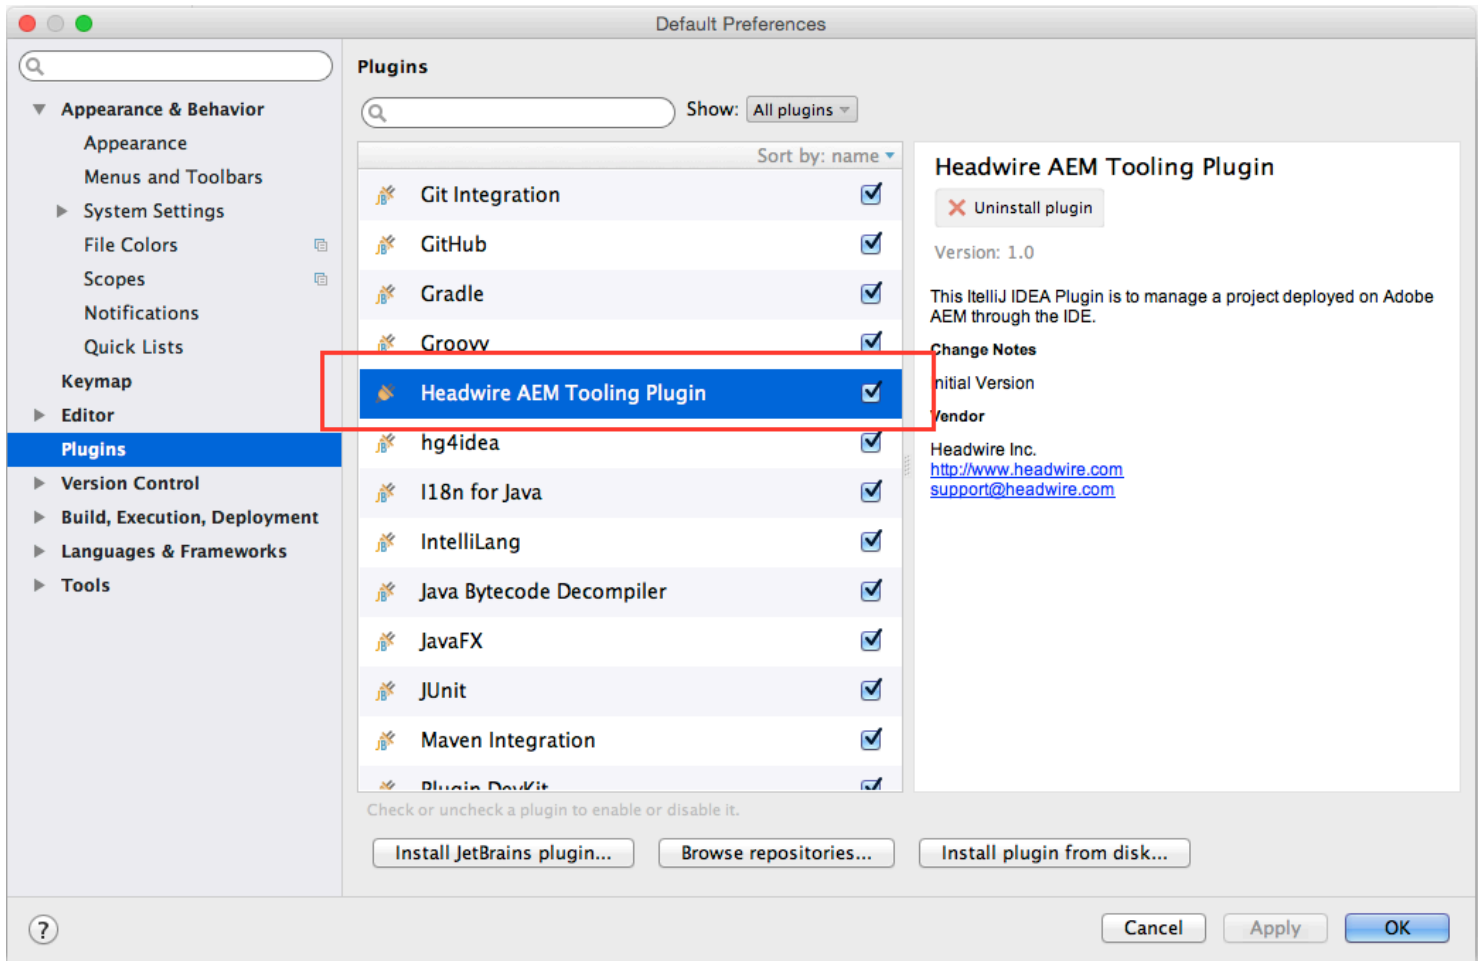 Default Preferences
Appearance & Behavior
Appearance
Menus and Toolbars
System Settings
File Colors
Scopes
Notifications
Quick Lists
Keymap
Editor
Plugins
Version Control
Build, Execution, Deployment
Languages & Frameworks
Tools
Plugins
Show: All plugins
Sort by: name
Git Integration
GitHub
Gradle
Groovy
Headwire AEM Tooling Plugin
hg4idea
I18n for Java
IntelliLang
Java Bytecode Decompiler
JavaFX
JUnit
Maven Integration
Plugin DevKit
Check or uncheck a plugin to enable or disable it.
Install JetBrains plugin...
Browse repositories...
Install plugin from disk...
Headwire AEM Tooling Plugin
Uninstall plugin
Version: 1.0
This ItelliJ IDEA Plugin is to manage a project deployed on Adobe
AEM through the IDE.
Change Notes
Initial Version
Vendor
Headwire Inc.
http://www.headwire.com
support@headwire.com
?
Cancel
Apply
OK